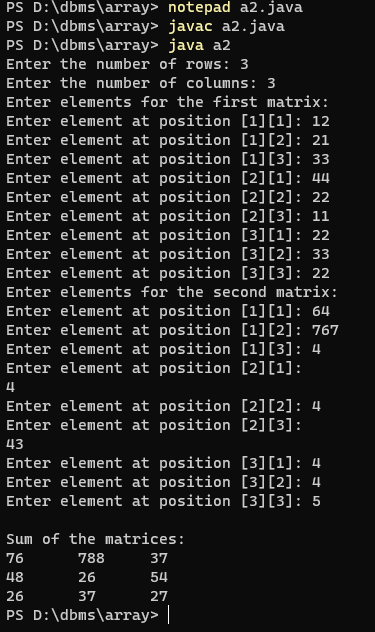 PS D:\dbms\array> notepad a2.java
PS D:\dbms\array> javac a2.java
PS D:\dbms\array> java a2
Enter the number of rows: 3
Enter the number of columns: 3
Enter elements for the first matrix:
Enter element at position [1][1]: 12
Enter element at position [1][2]: 21
Enter element at position [1][3]: 33
Enter element at position [2][1]: 44
Enter element at position [2][2]: 22
Enter element at position [2][3]: 11
Enter element at position [3][1]: 22
Enter element at position [3][2]: 33
Enter element at position [3][3]: 22
Enter elements for the second matrix:
Enter element at position [1][1]: 64
Enter element at position [1][2]: 767
Enter element at position [1][3]: 4
Enter element at position [2][1]:
4
Enter element at position [2][2]: 4
Enter element at position [2][3]:
43
Enter element at position [3][1]: 4
Enter element at position [3][2]: 4
Enter element at position [3][3]: 5

Sum of the matrices:
76      788     37
48      26      54
26      37      27
PS D:\dbms\array>